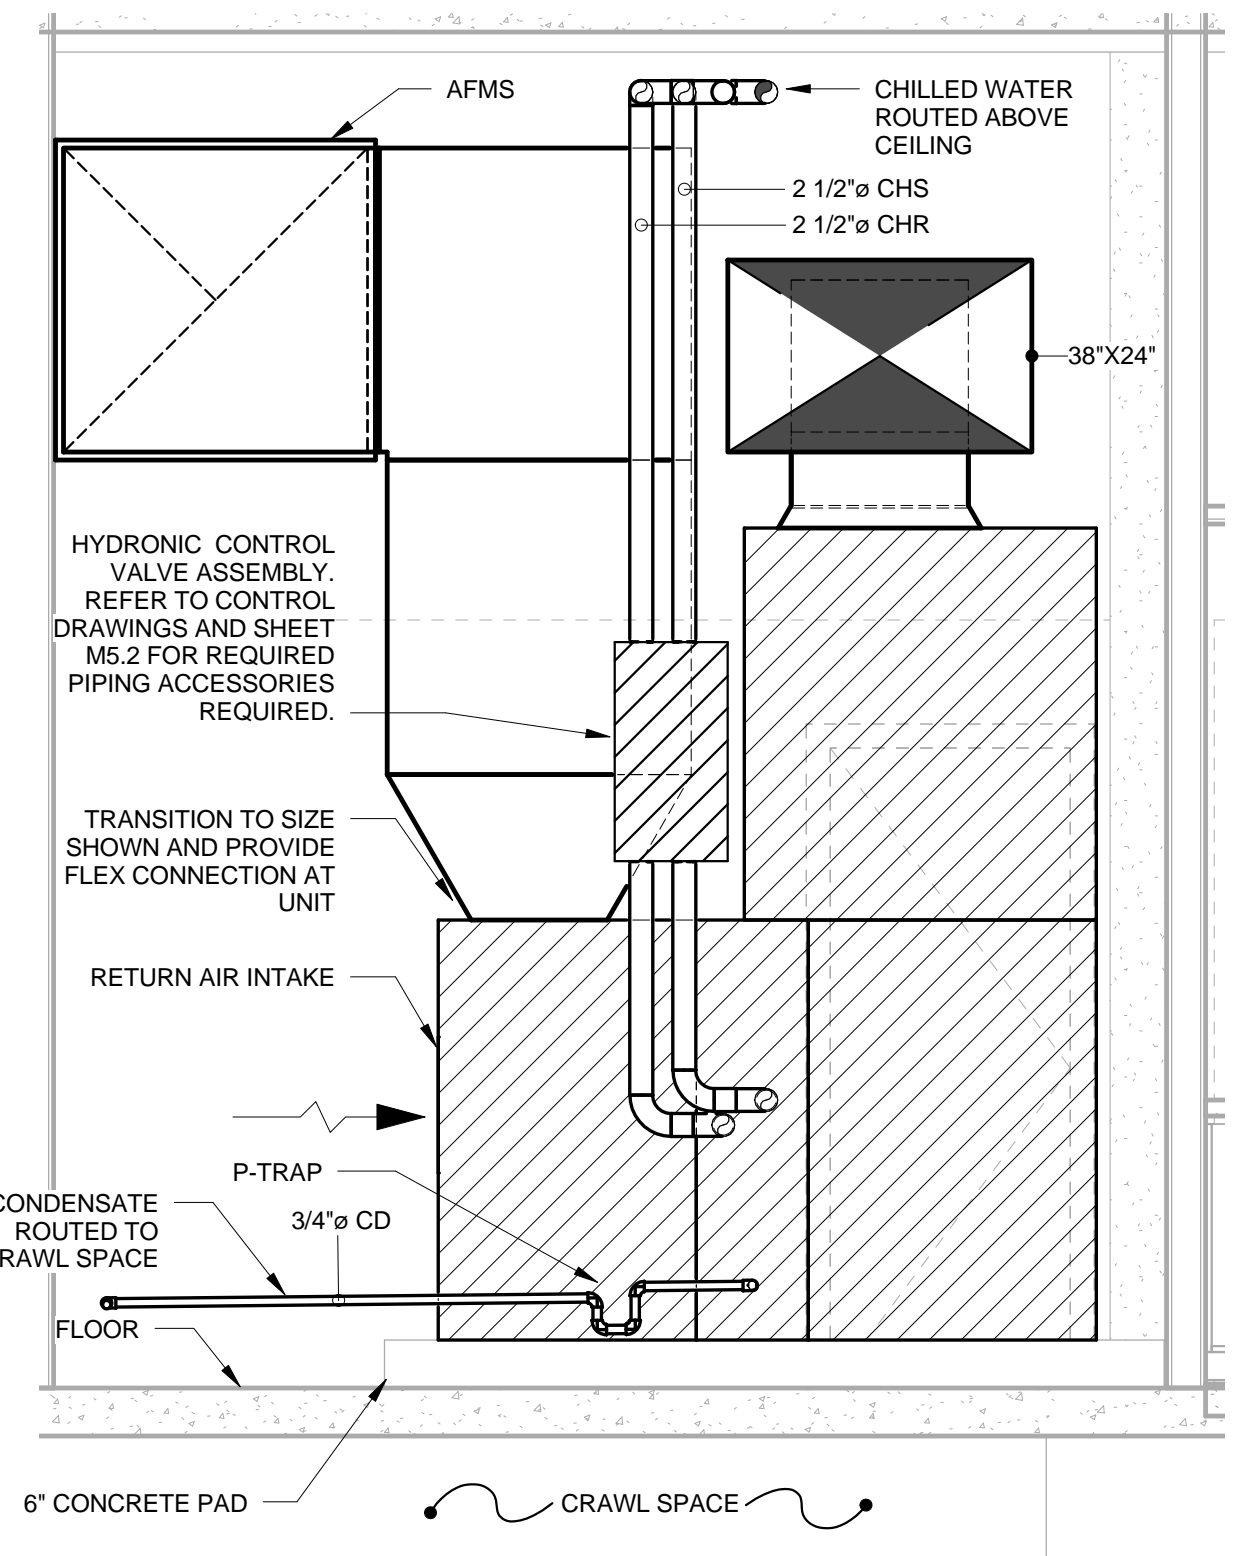 AFMS
CHILLED WATER
ROUTED ABOVE
CEILING
2 1/2"ø CHS
2 1/2"ø CHR
38"X24"
HYDRONIC CONTROL
VALVE ASSEMBLY.
REFER TO CONTROL
DRAWINGS AND SHEET
M5.2 FOR REQUIRED
PIPING ACCESSORIES
REQUIRED.
TRANSITION TO SIZE
SHOWN AND PROVIDE
FLEX CONNECTION AT
UNIT
RETURN AIR INTAKE
P-TRAP
CONDENSATE
ROUTED TO
RAWL SPACE
3/4"ø CD
FLOOR
6" CONCRETE PAD
CRAWL SPACE